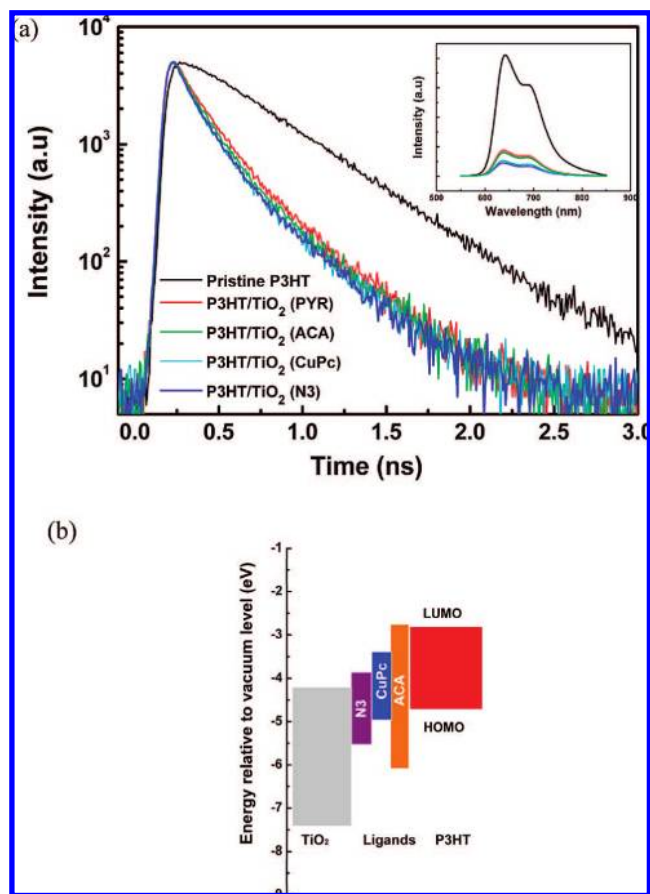 (a)
Intensity (a.u)
10⁴
10³
10²
10¹
0.0 0.5 1.0 1.5 2.0 2.5 3.0
Time (ns)
Pristine P3HT
P3HT/TiO₂ (PYR)
P3HT/TiO₂ (ACA)
P3HT/TiO₂ (CuPc)
P3HT/TiO₂ (N3)
Intensity (a.u)
500 600 700 800 900
Wavelength (nm)
(b)
Energy relative to vacuum level (eV)
-1
-2
-3
-4
-5
-6
-7
-8
-9
LUMO
N3
CuPc
ACA
HOMO
TiO₂ Ligands P3HT